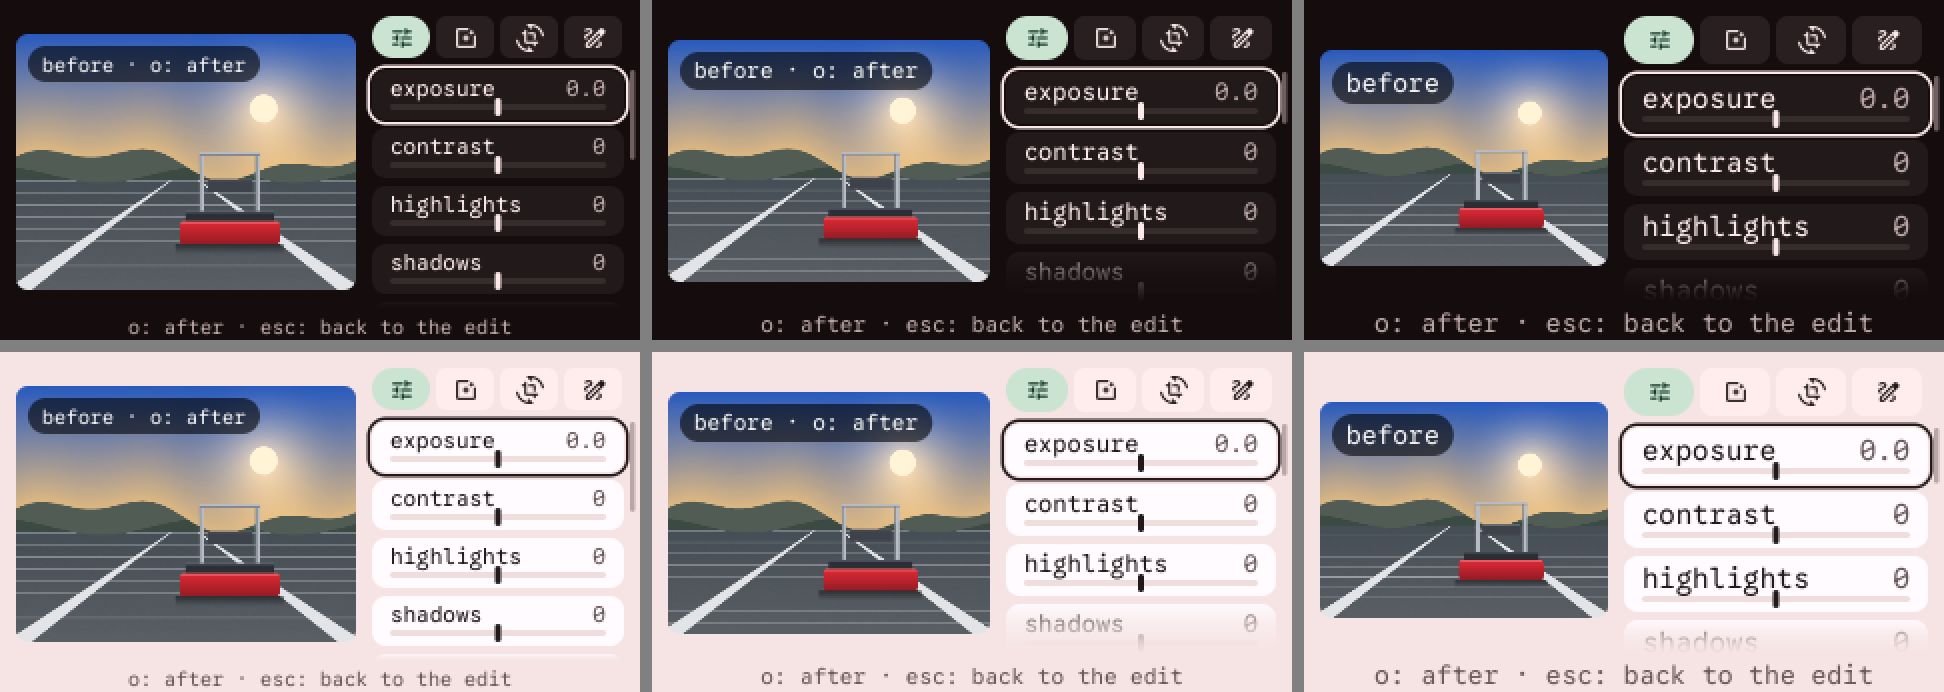 before · o: after
exposure 0.0
contrast 0
highlights 0
shadows 0
o: after · esc: back to the edit
before · o: after
exposure 0.0
contrast 0
highlights 0
shadows 0
o: after · esc: back to the edit
before
exposure 0.0
contrast 0
highlights 0
shadows 0
o: after · esc: back to the edit
before · o: after
exposure 0.0
contrast 0
highlights 0
shadows 0
o: after · esc: back to the edit
before · o: after
exposure 0.0
contrast 0
highlights 0
shadows 0
o: after · esc: back to the edit
before
exposure 0.0
contrast 0
highlights 0
shadows 0
o: after · esc: back to the edit